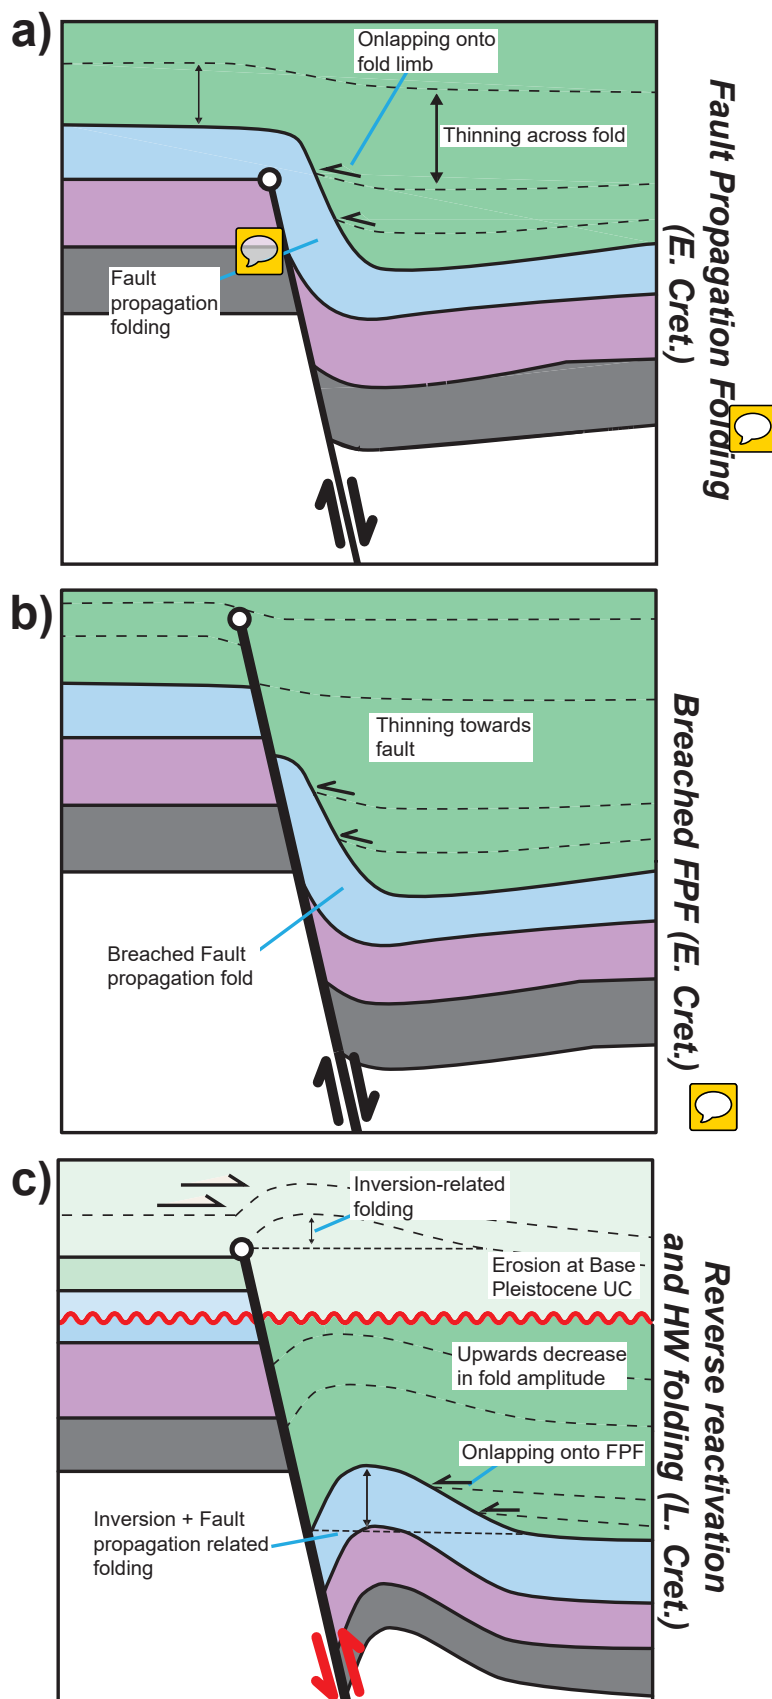 a)
Onlapping onto
fold limb
Thinning across fold
Fault
propagation
folding
Fault Propagation Folding
(E. Cret.)
b)
Thinning towards
fault
Breached Fault
propagation fold
Breached FPF (E. Cret.)
c)
Inversion-related
folding
Erosion at Base
Pleistocene UC
Upwards decrease
in fold amplitude
Onlapping onto FPF
Inversion + Fault
propagation related
folding
Reverse reactivation
and HW folding (L. Cret.)